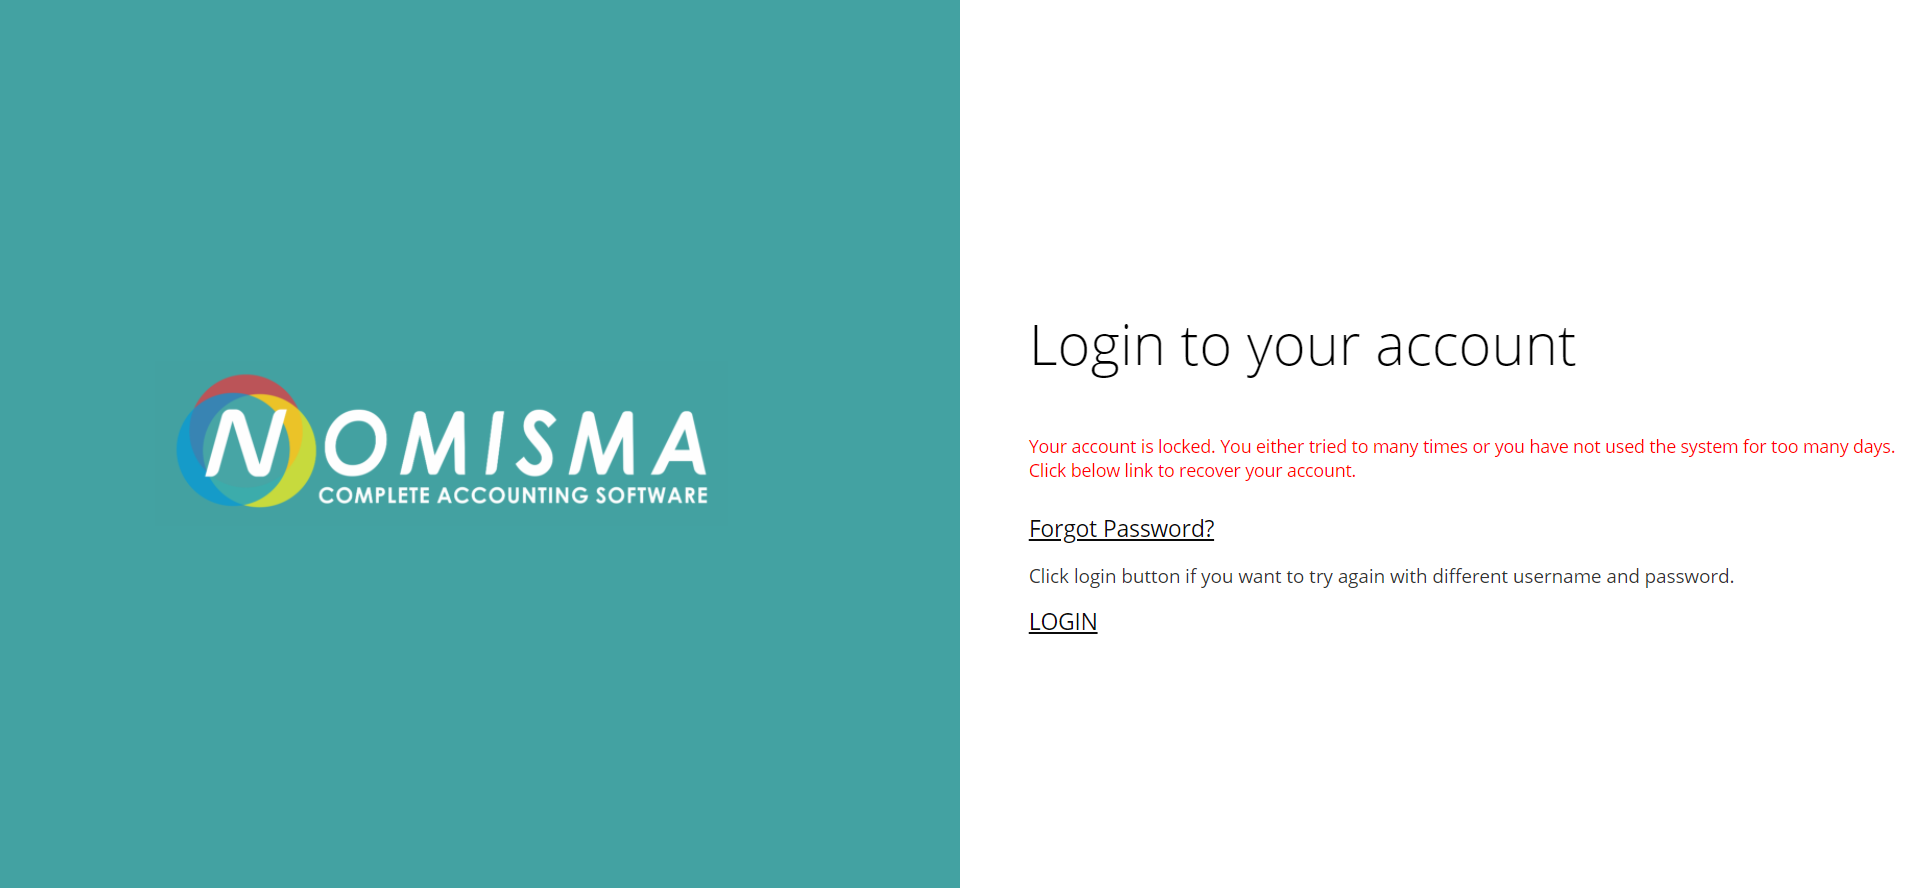 NOMISMA
COMPLETE ACCOUNTING SOFTWARE
Login to your account
Your account is locked. You either tried to many times or you have not used the system for too many days.
Click below link to recover your account.
Forgot Password?
Click login button if you want to try again with different username and password.
LOGIN